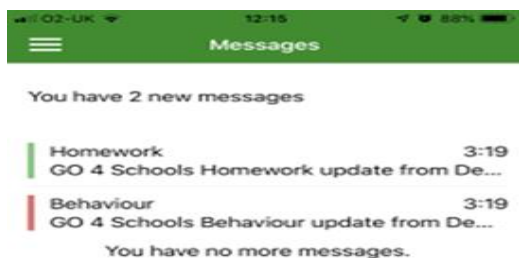 O2-UK 12:15 88%
Messages
You have 2 new messages
Homework 3:19
GO 4 Schools Homework update from De...
Behaviour 3:19
GO 4 Schools Behaviour update from De...
You have no more messages.